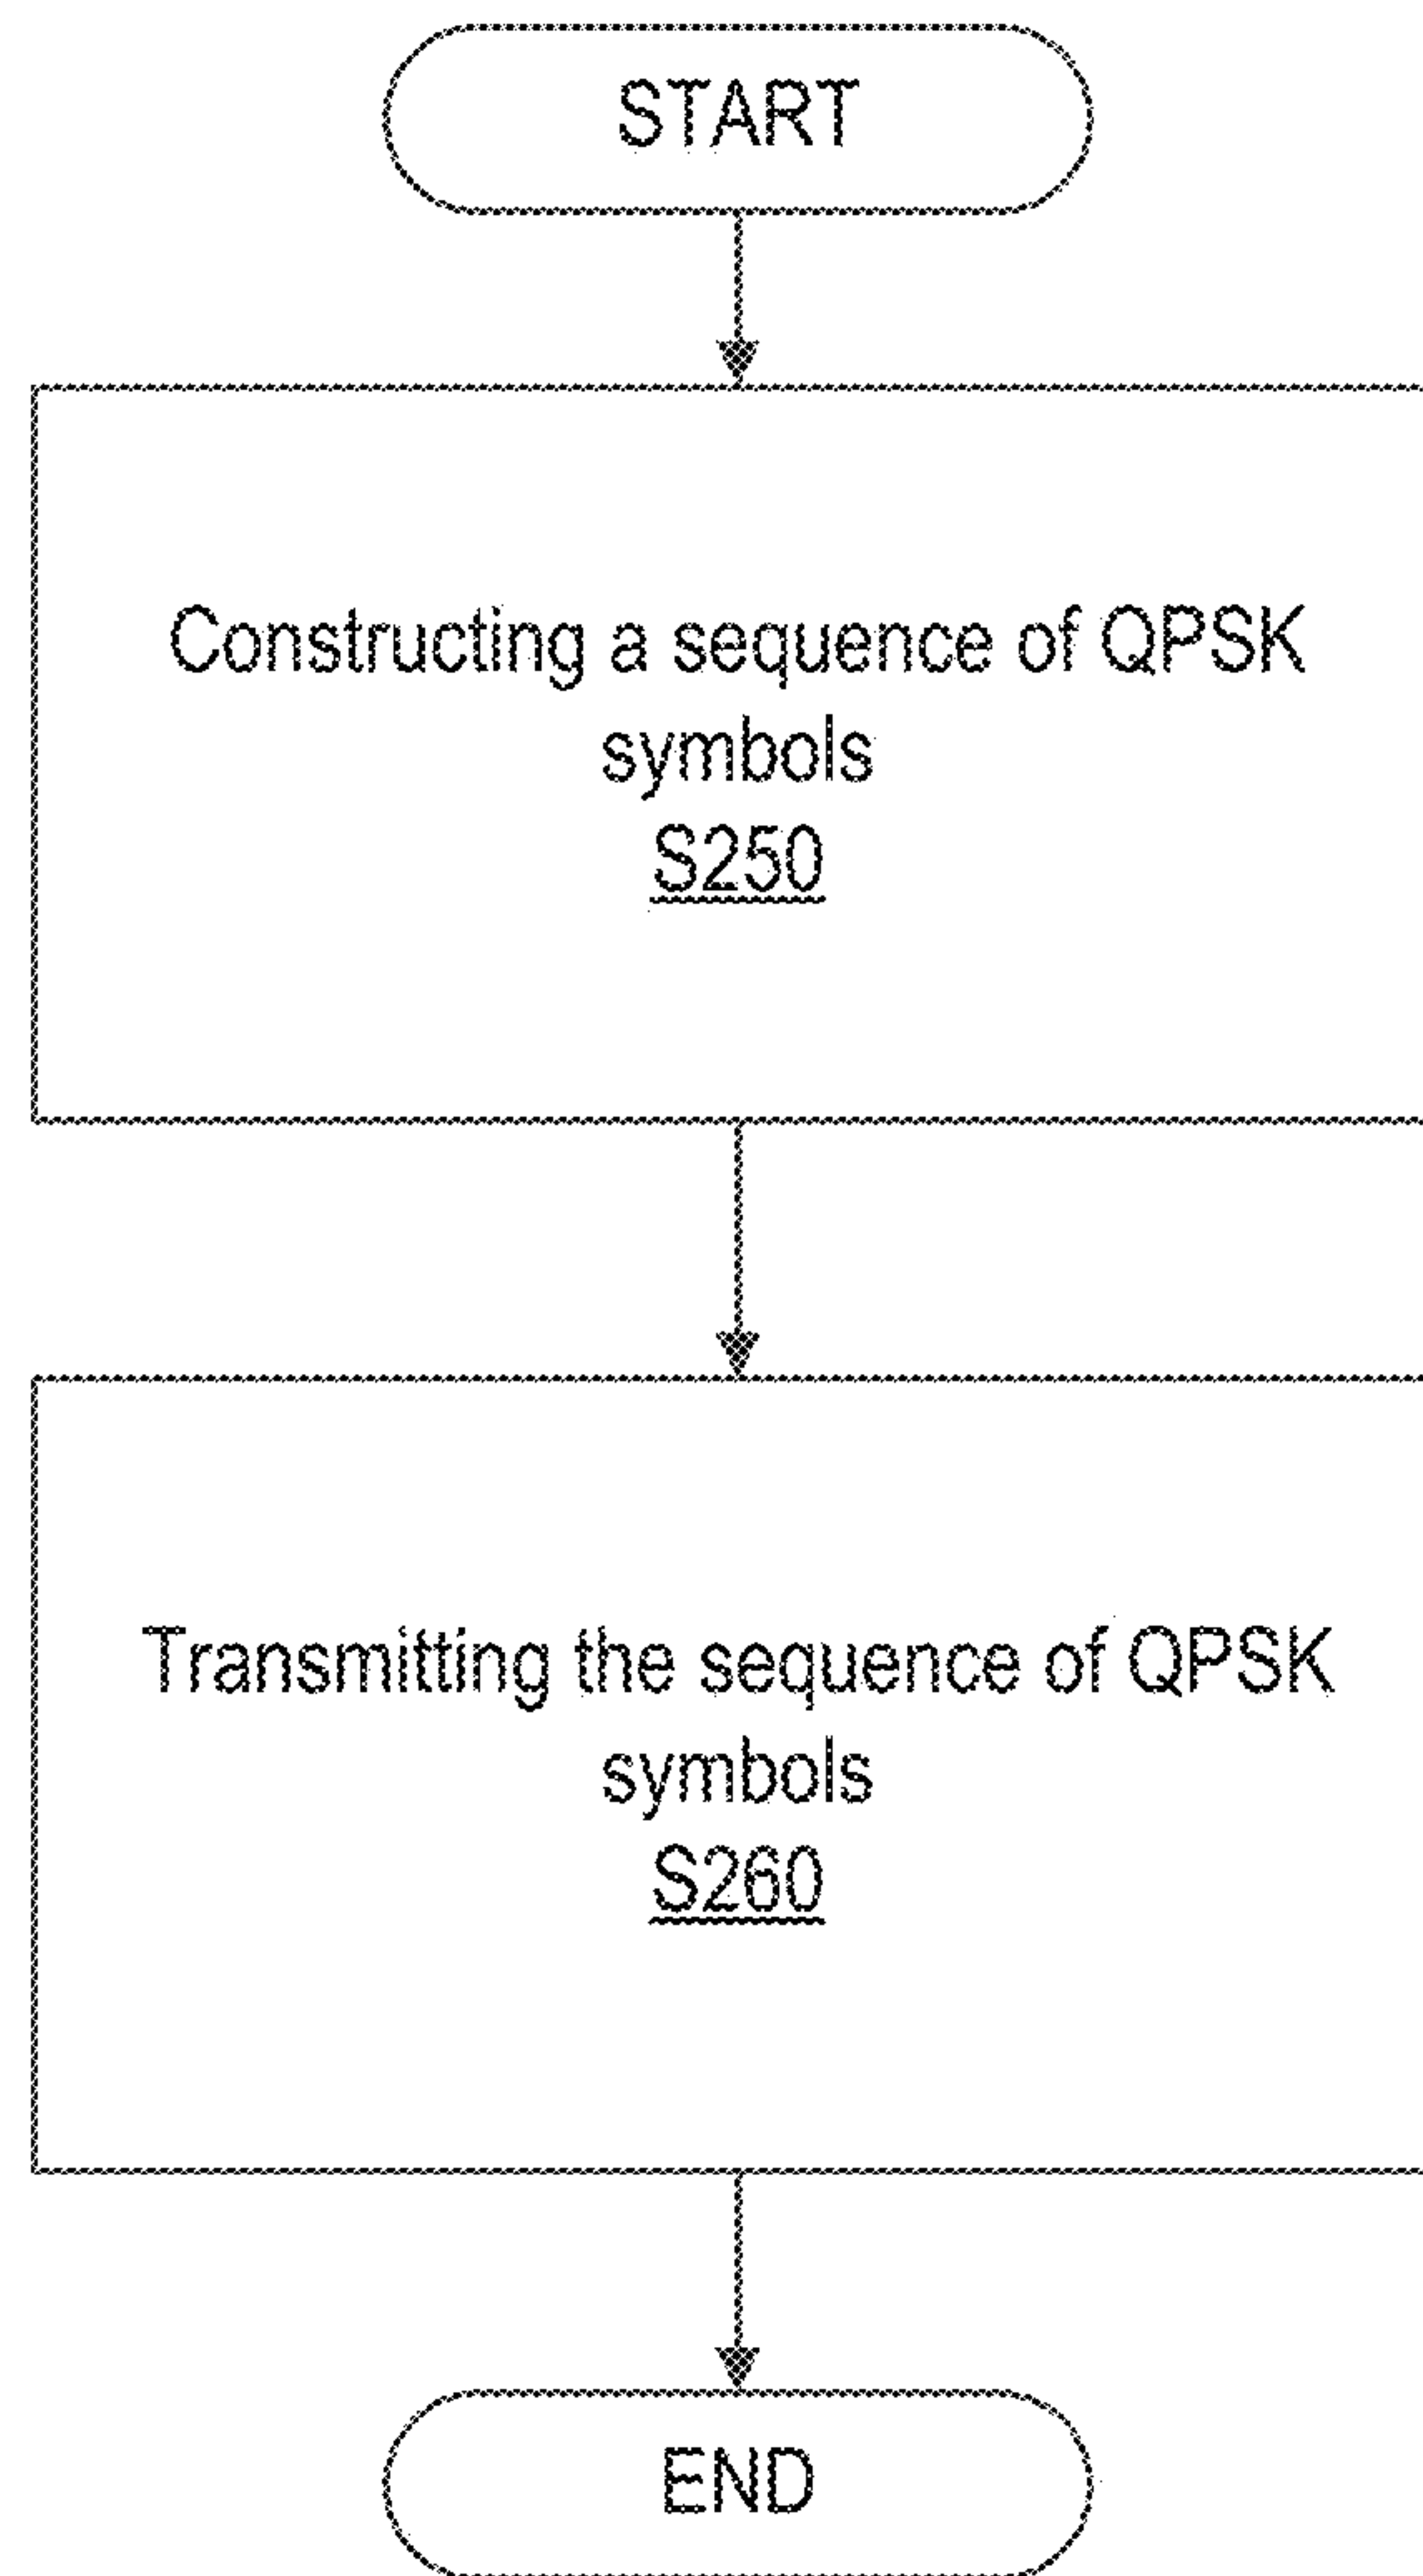 START
Constructing a sequence of QPSK
symbols
S250
Transmitting the sequence of QPSK
symbols
S260
END